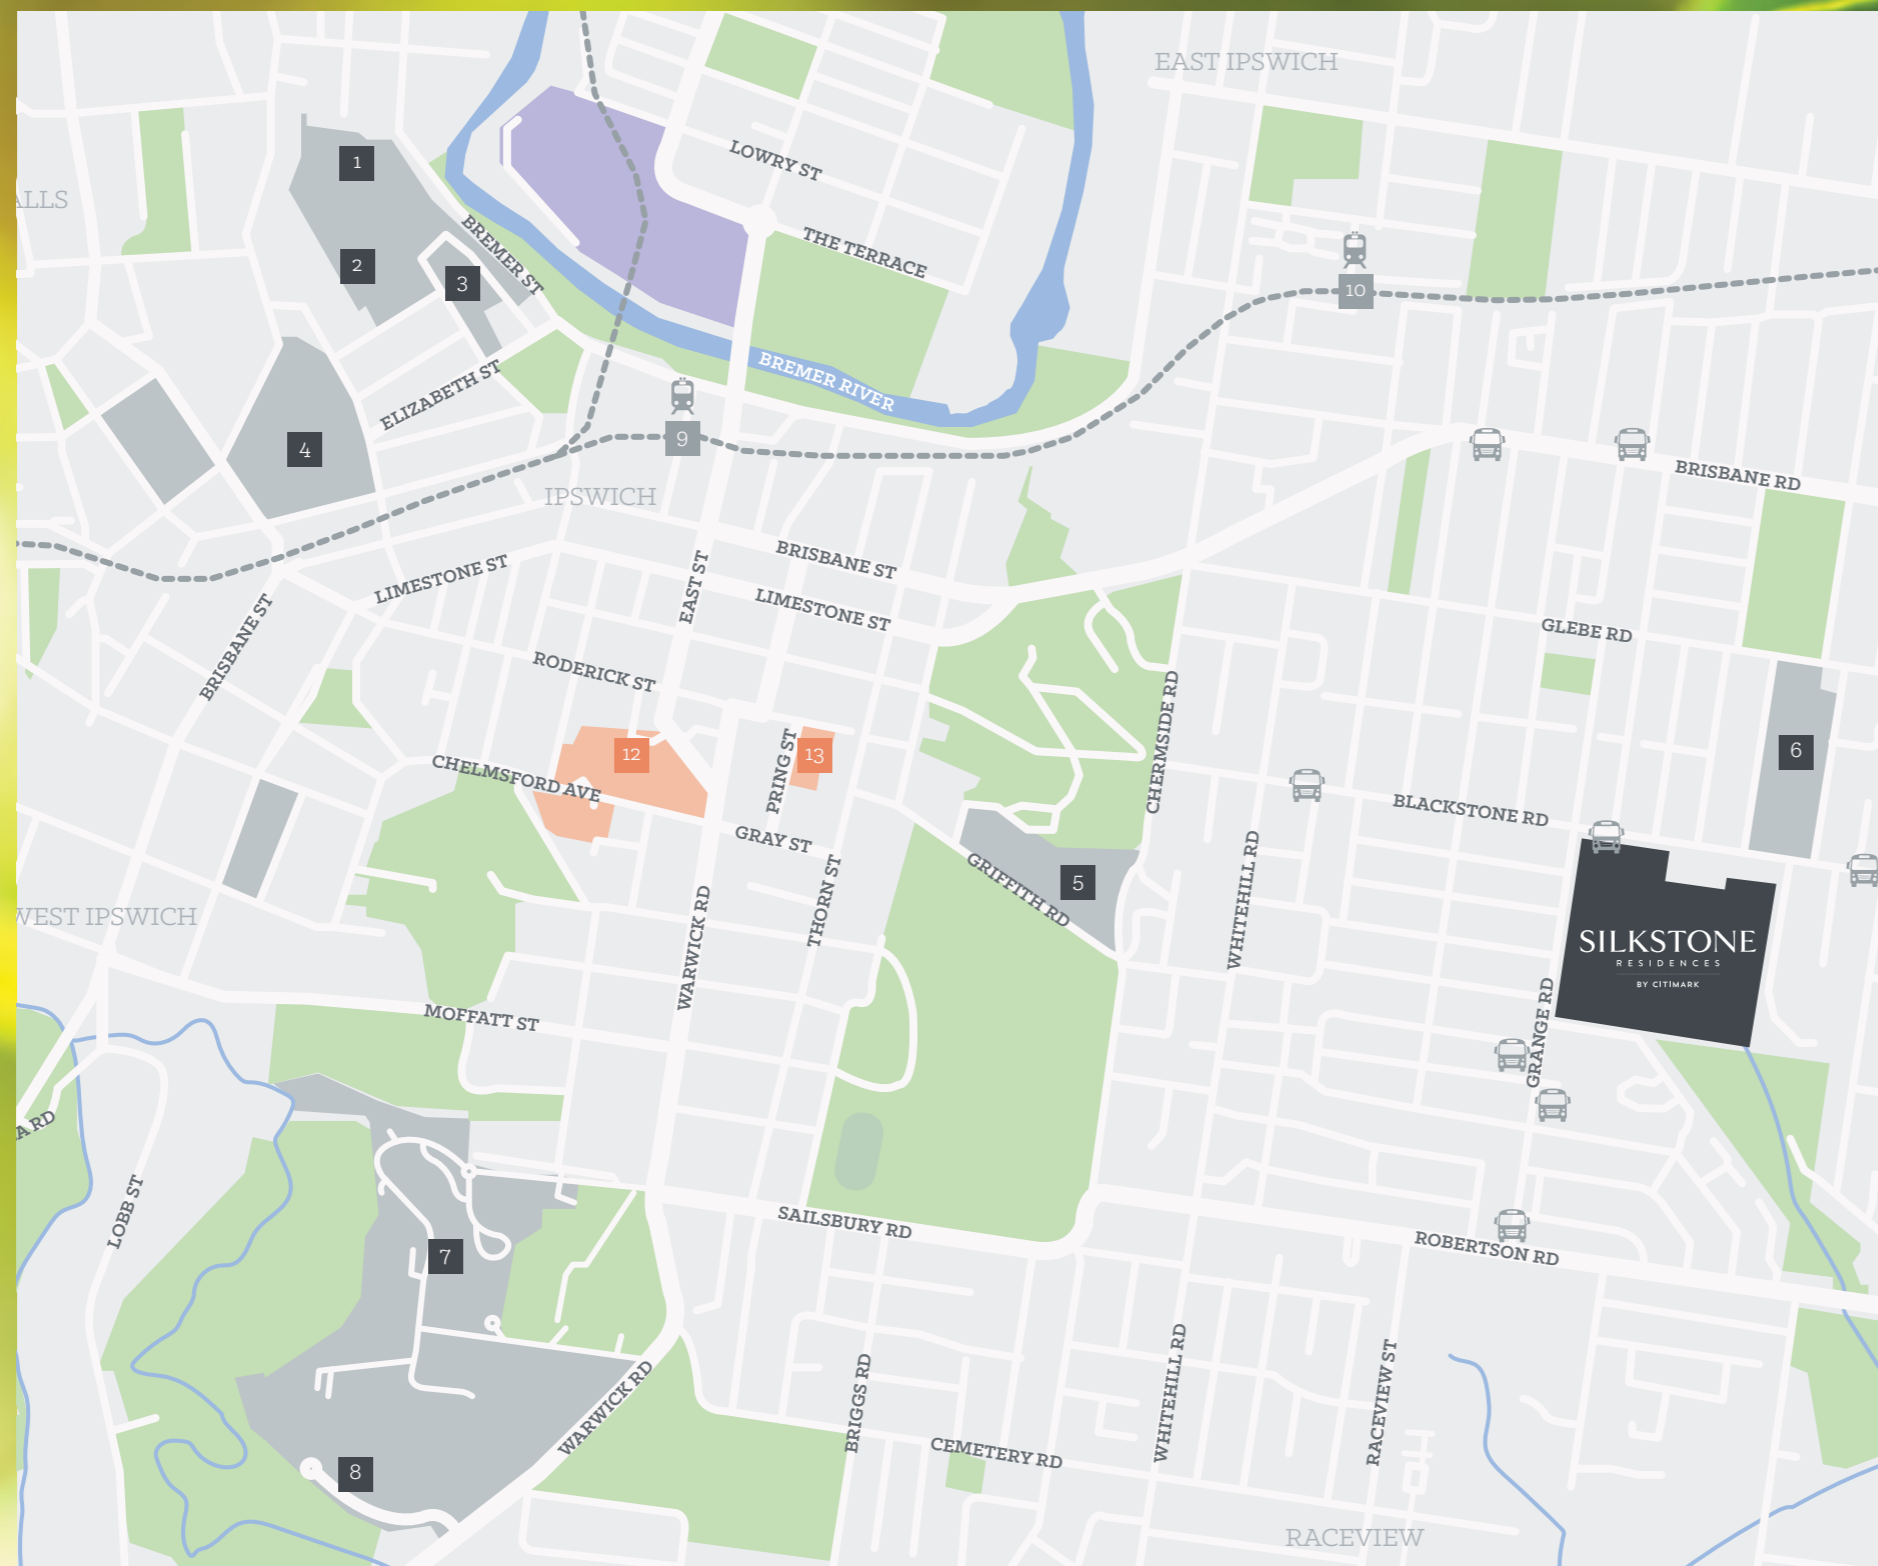 EAST IPSWICH
LOWRY ST
1
ALLS
BREMER ST
THE TERRACE
2
3
10
BREMER RIVER
ELIZABETH ST
9
4
BRISBANE RD
IPSWICH
BRISBANE ST
LIMESTONE ST
EAST ST
LIMESTONE ST
BRISBANE ST
GLEBE RD
RODERICK ST
CHERMSIDE RD
12
PRING ST
13
6
CHELMSFORD AVE
BLACKSTONE RD
GRAY ST
GRIFFITH RD
5
THORN ST
WHITEHILL RD
WEST IPSWICH
WARWICK RD
SILKSTONE
RESIDENCES
BY CITIMARK
MOFFATT ST
GRANGE RD
A RD
LOBB ST
SAILSBURY RD
7
ROBERTSON RD
WARWICK RD
BRIGGS RD
WHITEHILL RD
RACEVIEW ST
CEMETERY RD
8
RACEVIEW